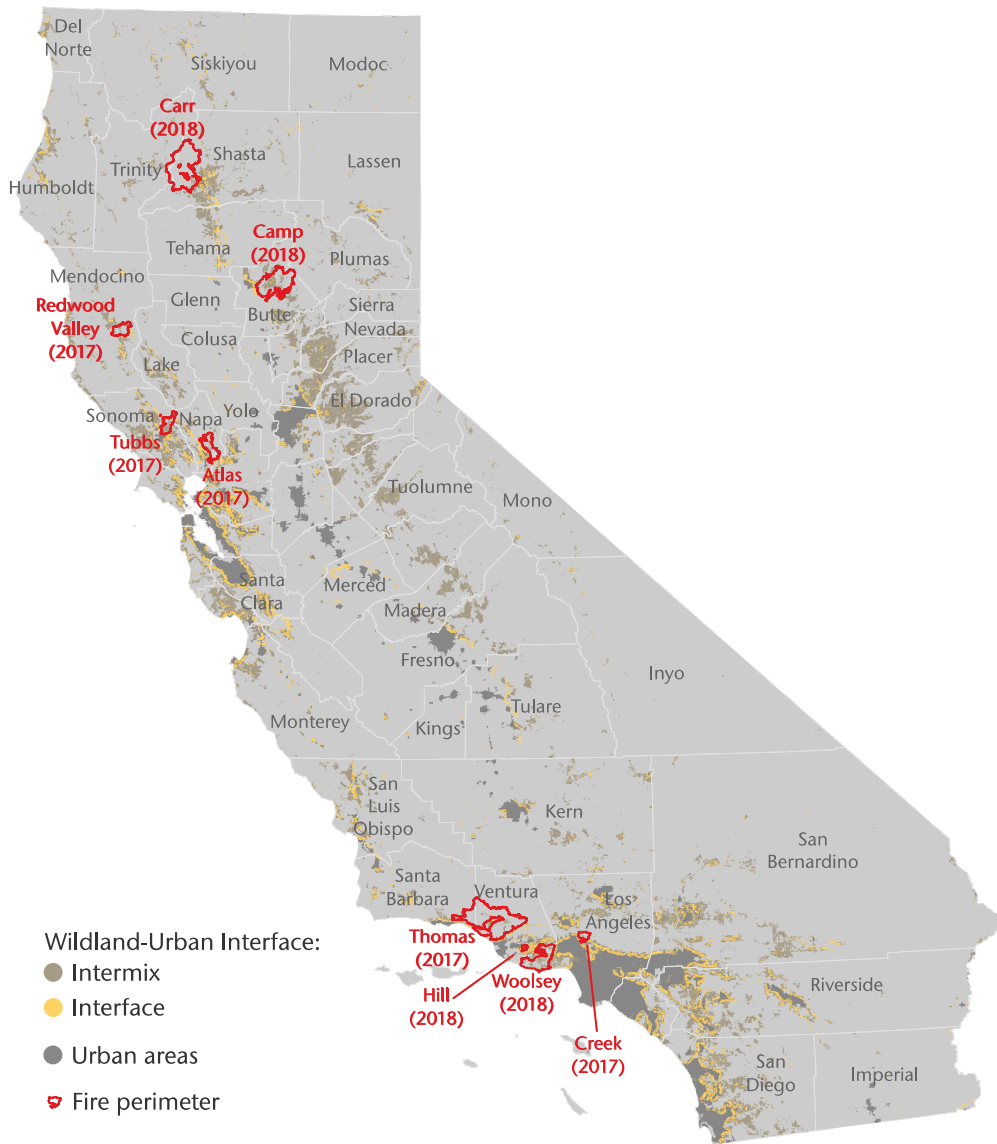 Del
Norte
Siskiyou
Modoc
Carr
(2018)
Shasta
Trinity
Lassen
Humboldt
Tehama
Camp
(2018)
Plumas
Mendocino
Glenn
Redwood
Valley
(2017)
Butte
Sierra
Nevada
Colusa
Placer
Lake
El Dorado
Sonoma
Napa
Yolo
Tubbs
(2017)
Atlas
(2017)
Tuolumne
Mono
Santa
Clara
Merced
Madera
Fresno
Inyo
Monterey
Kings
Tulare
San
Luis
Obispo
Kern
San
Bernardino
Santa
Barbara
Ventura
Los
Angeles
Thomas
(2017)
Hill
(2018)
Woolsey
(2018)
Creek
(2017)
Riverside
San
Diego
Imperial
Wildland-Urban Interface:
Intermix
Interface
Urban areas
Fire perimeter